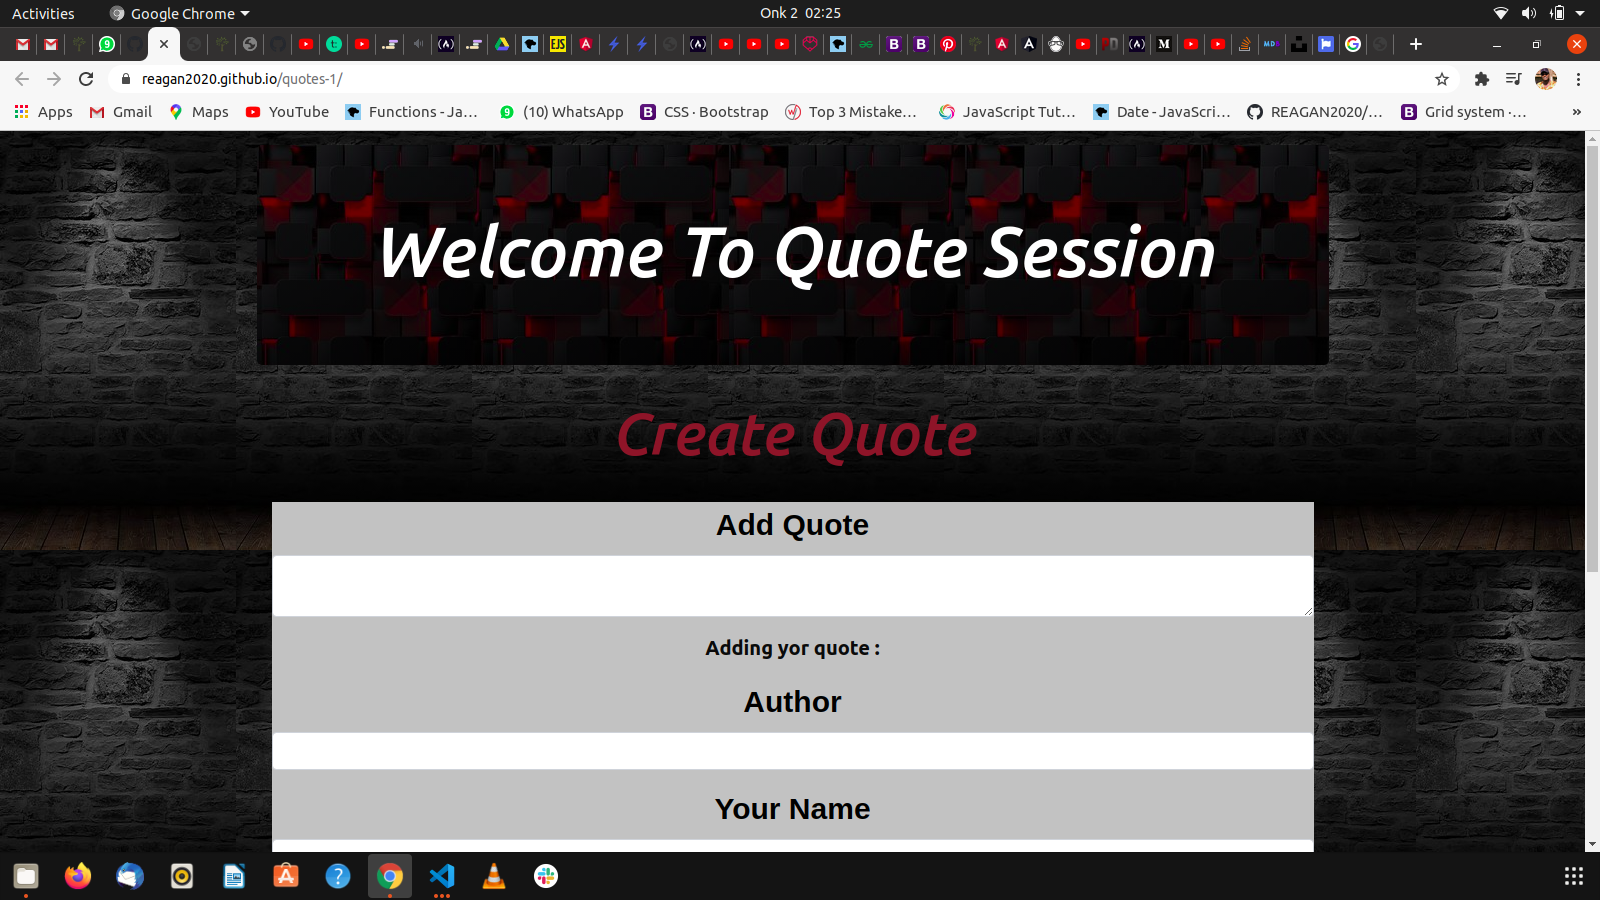 Activities
Google Chrome
Onk 2 02:25
reagan2020.github.io/quotes-1/
Apps
Gmail
Maps
YouTube
Functions - Ja…
(10) WhatsApp
CSS · Bootstrap
Top 3 Mistake…
JavaScript Tut…
Date - JavaScri…
REAGAN2020/…
Grid system ·…
»
Welcome To Quote Session
Create Quote
Add Quote
Adding yor quote :
Author
Your Name